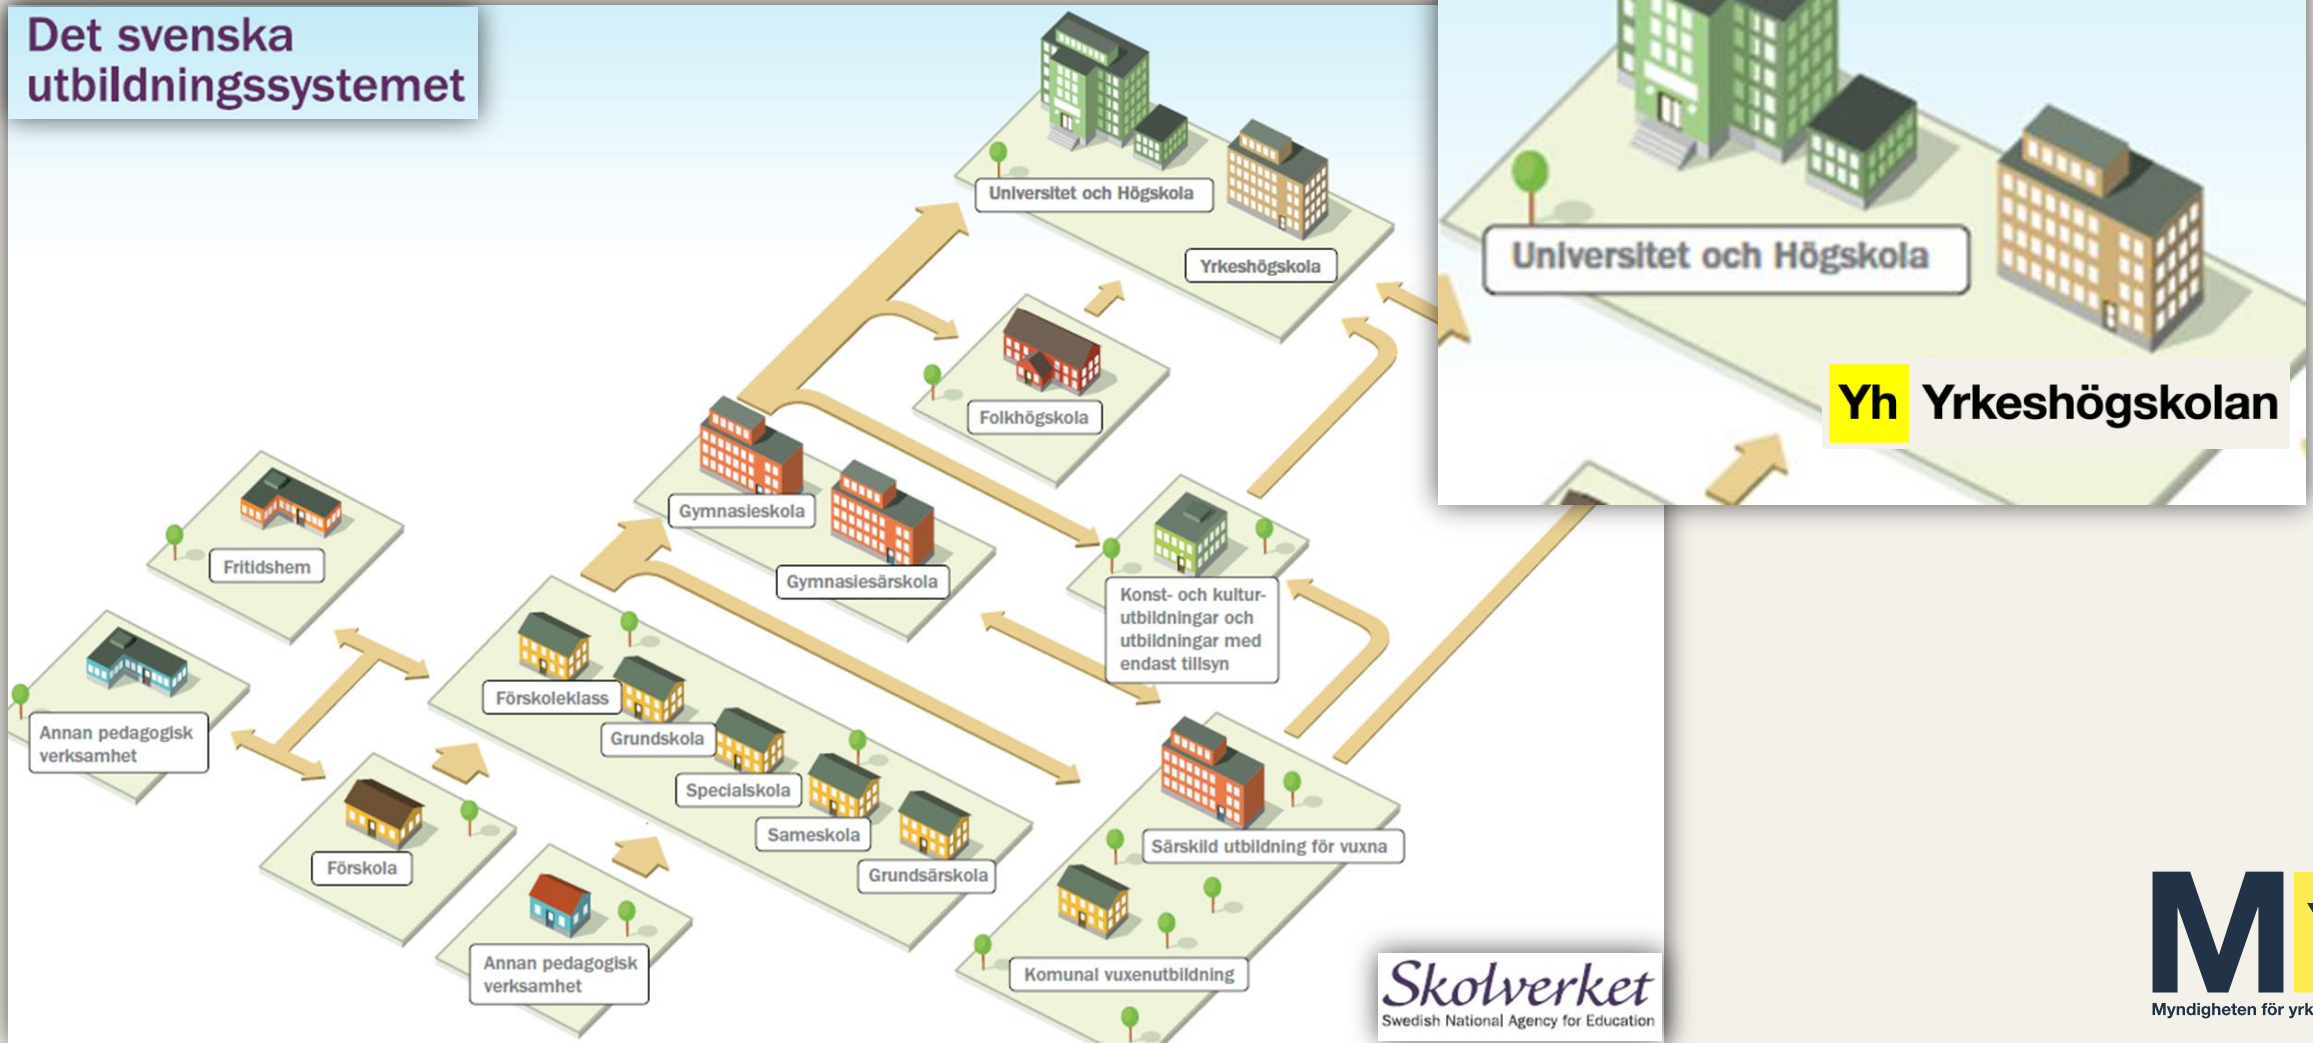 Det svenska
utbildningssystemet
Universitet och Högskola
Yrkeshögskola
Folkhögskola
Gymnasieskola
Gymnasiesärskola
Fritidshem
Konst- och kultur-
utbildningar och
utbildningar med
endast tillsyn
Förskoleklass
Grundskola
Specialskola
Sameskola
Grundsärskola
Annan pedagogisk
verksamhet
Förskola
Annan pedagogisk
verksamhet
Särskild utbildning för vuxna
Komunal vuxenutbildning
Skolverket
Swedish National Agency for Education
Universitet och Högskola
Yh Yrkeshögskolan
M
Myndigheten för yrk